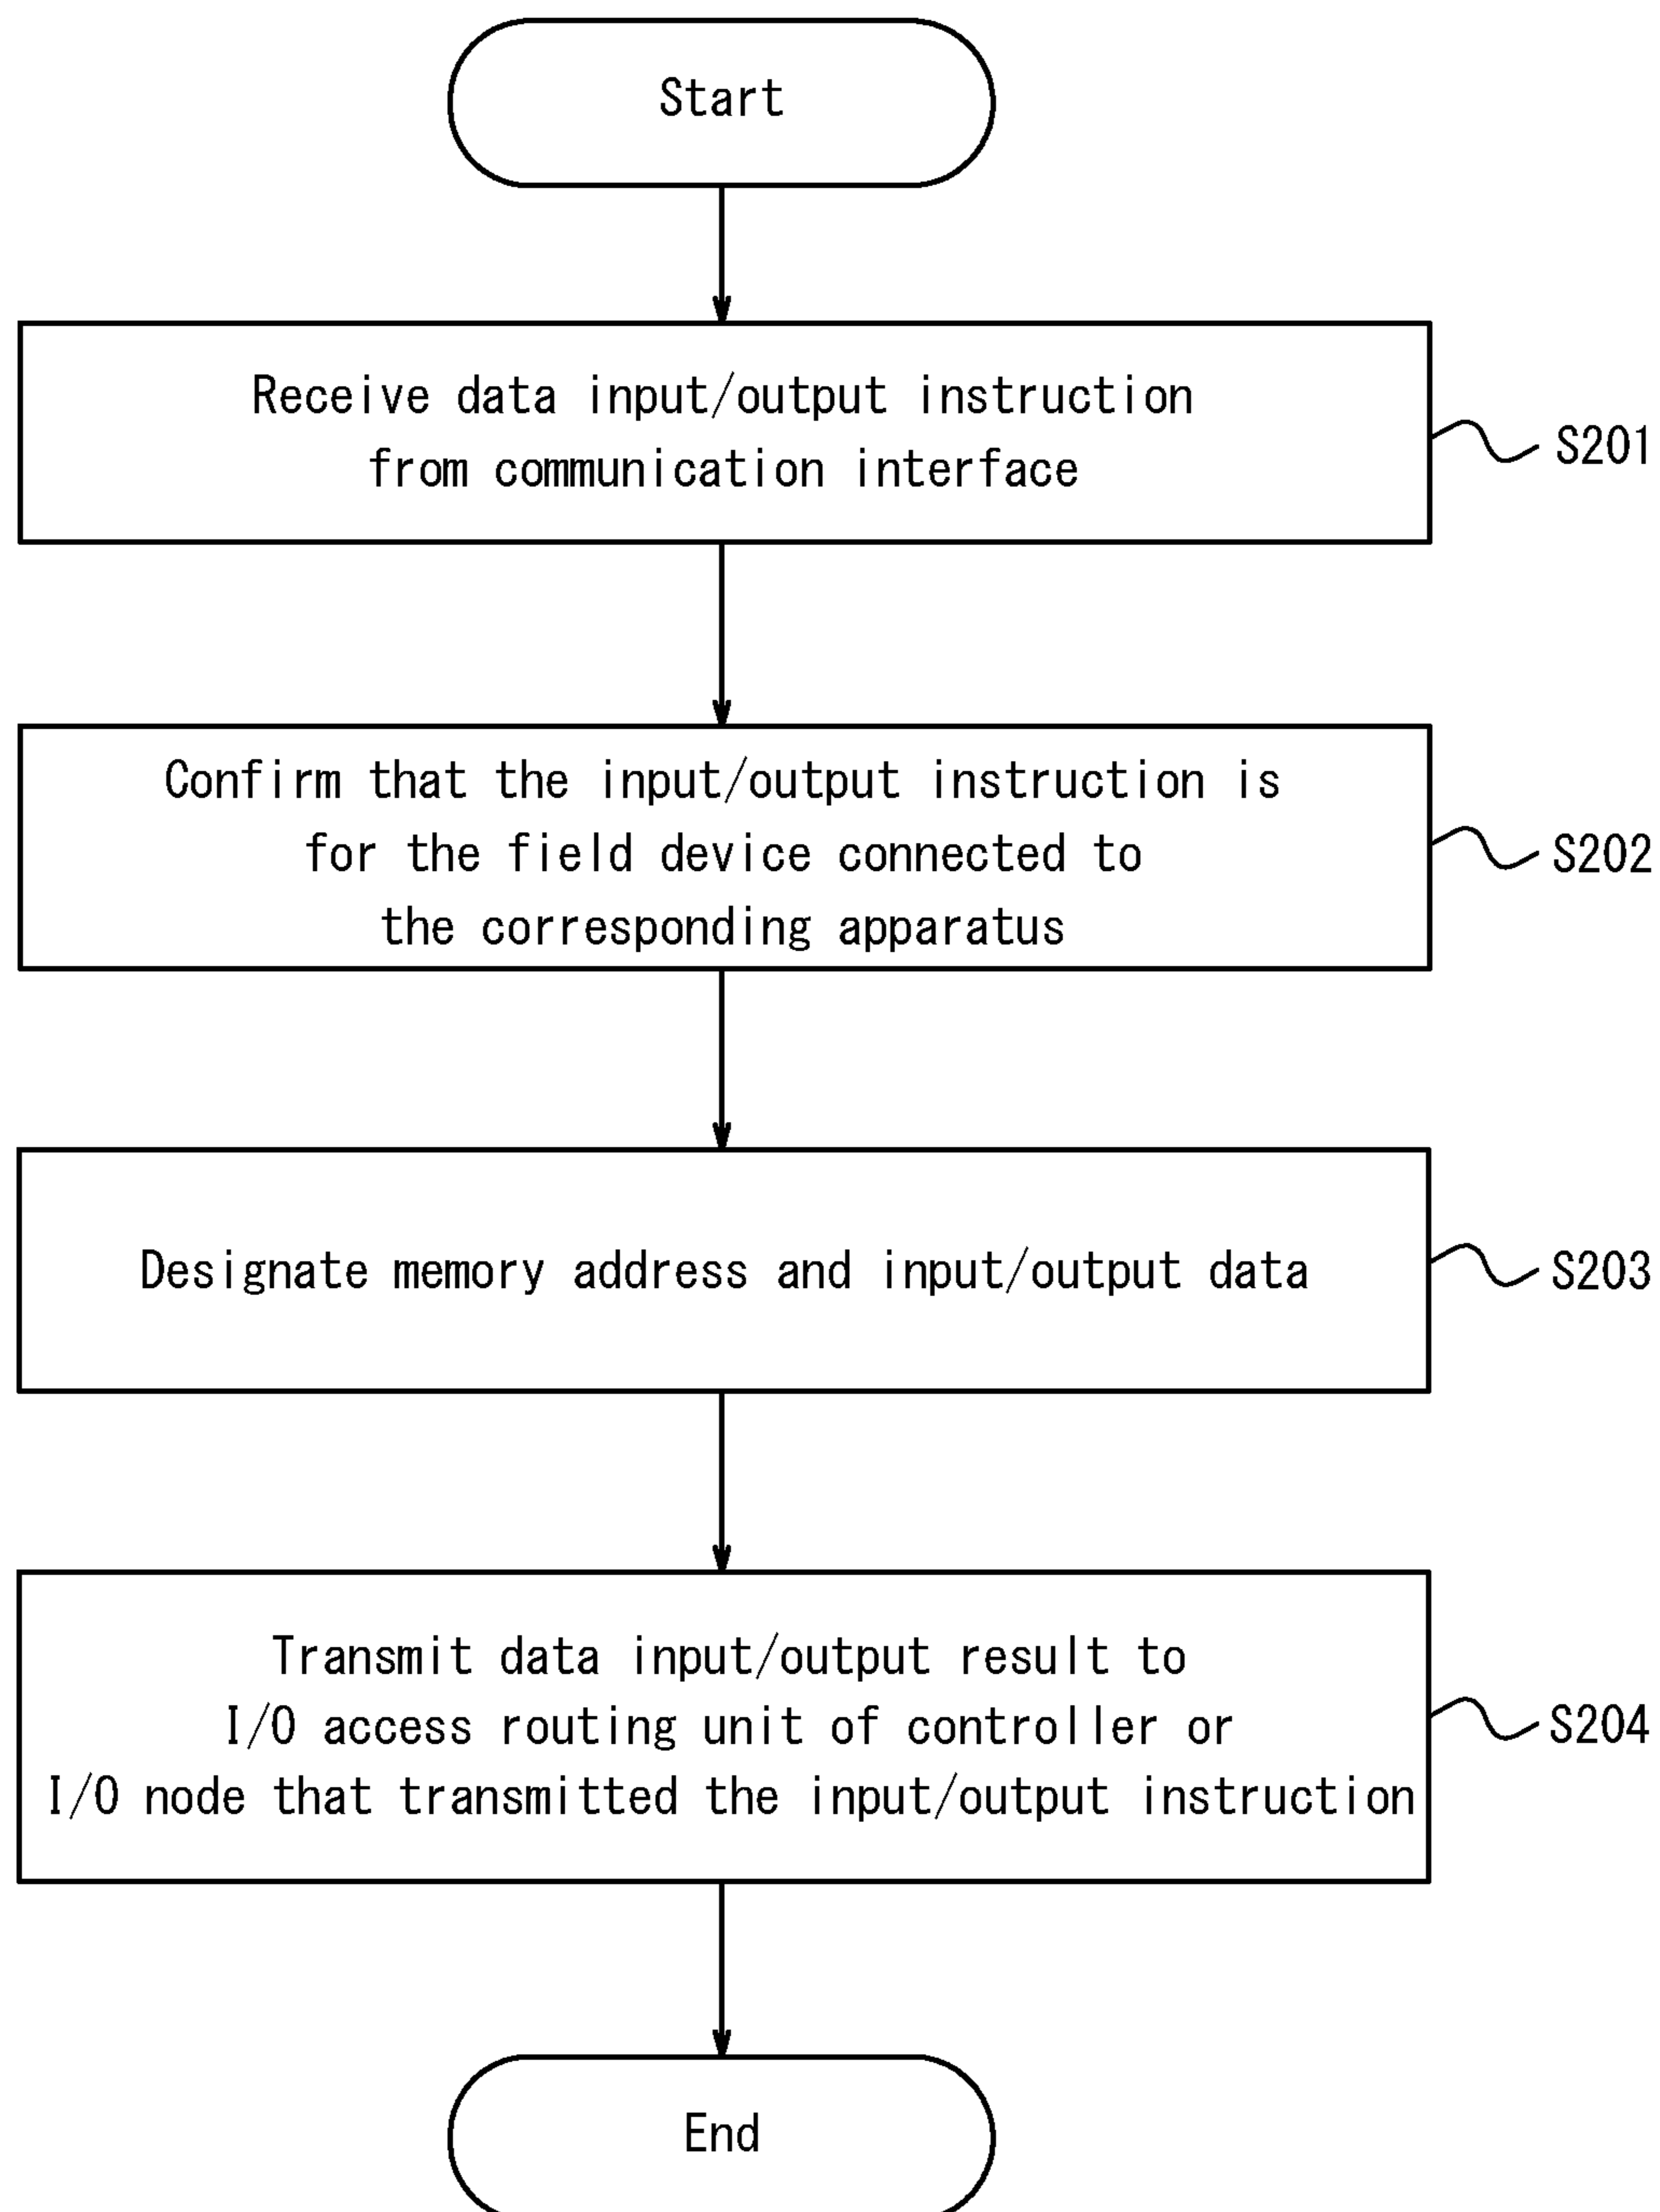 Start
Receive data input/output instruction
from communication interface
S201
Confirm that the input/output instruction is
for the field device connected to
the corresponding apparatus
S202
Designate memory address and input/output data
S203
Transmit data input/output result to
I/O access routing unit of controller or
I/O node that transmitted the input/output instruction
S204
End